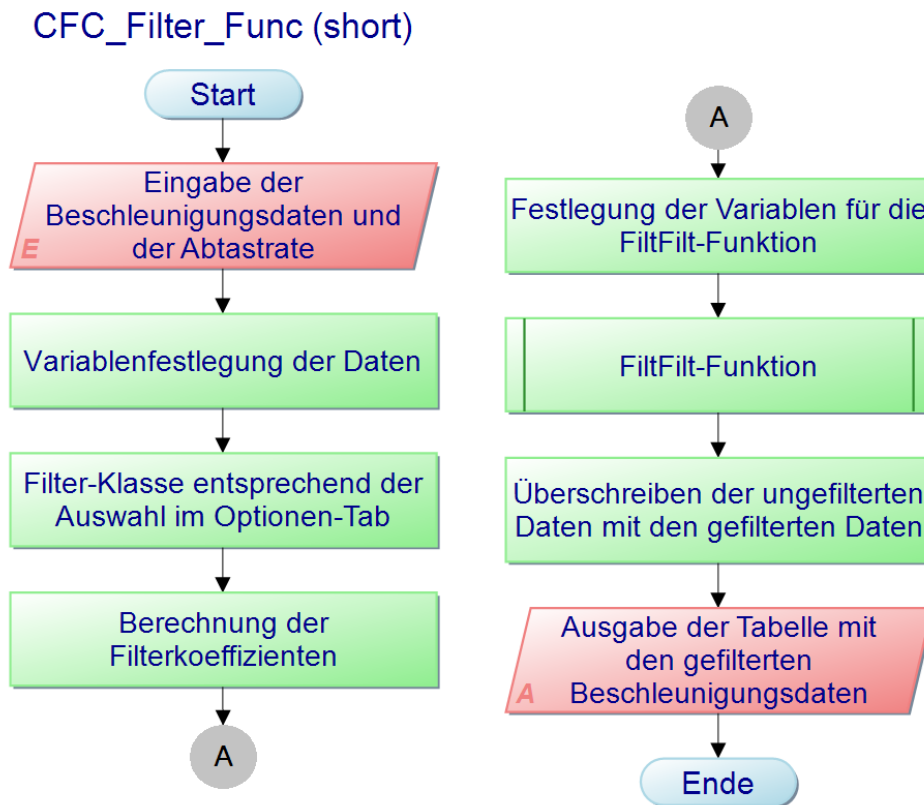 CFC_Filter_Func (short)
Start
Eingabe der
Beschleunigungsdaten und
der Abtastrate
E
Variablenfestlegung der Daten
Filter-Klasse entsprechend der
Auswahl im Optionen-Tab
Berechnung der
Filterkoeffizienten
A
A
Festlegung der Variablen für die
FiltFilt-Funktion
FiltFilt-Funktion
Überschreiben der ungefilterten
Daten mit den gefilterten Daten
Ausgabe der Tabelle mit
den gefilterten
Beschleunigungsdaten
A
Ende